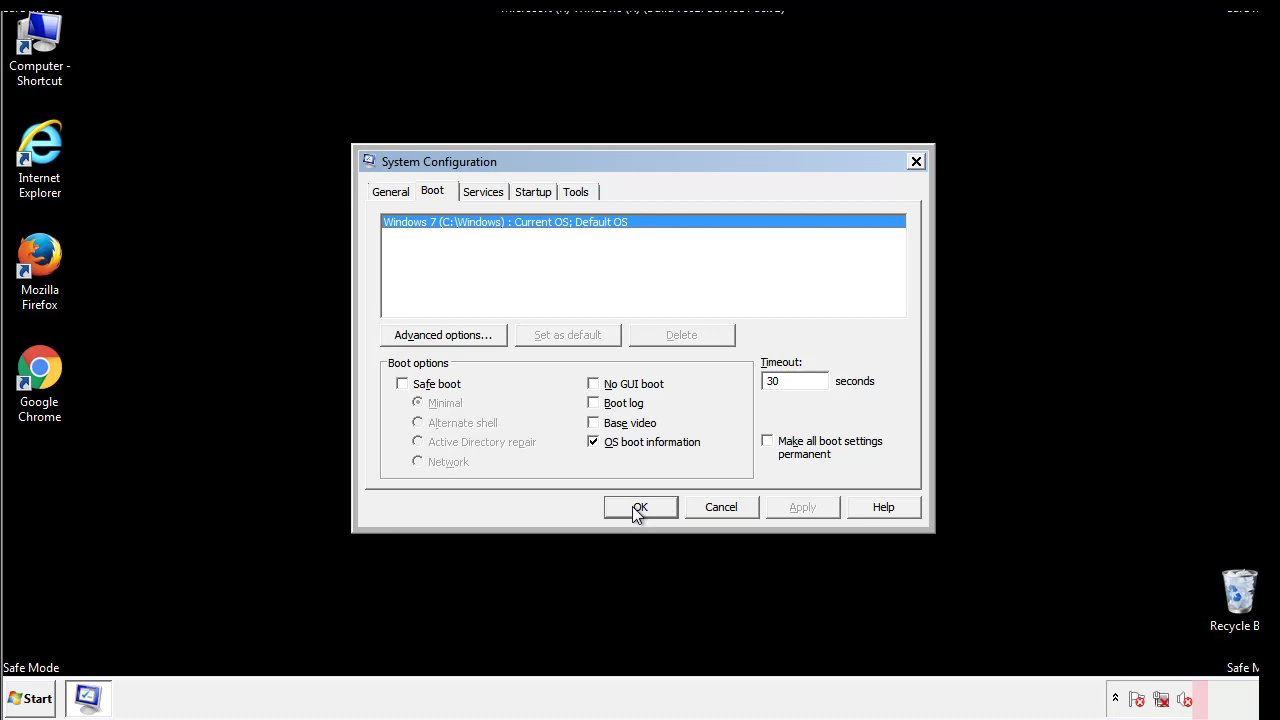 Computer -
Shortcut
Internet
Explorer
Mozilla
Firefox
Google
Chrome
System Configuration
General Boot Services Startup Tools
Windows 7 (C:\Windows) : Current OS; Default OS
Advanced options... Set as default Delete
Boot options
Safe boot
Minimal
Alternate shell
Active Directory repair
Network
No GUI boot
Boot log
Base video
OS boot information
Timeout:
30 seconds
Make all boot settings
permanent
OK Cancel Apply Help
Recycle B
Safe Mode
Safe M
Start